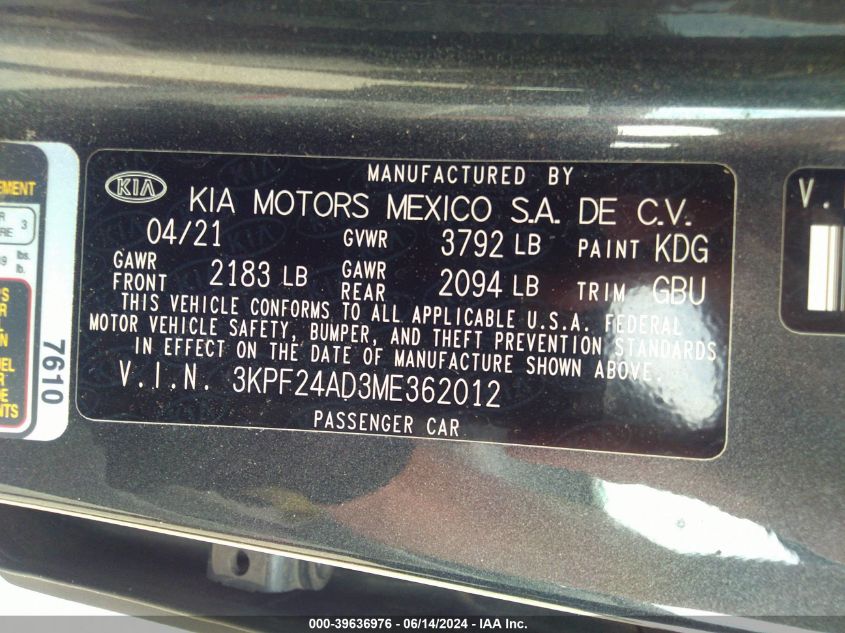 MANUFACTURED BY
KIA KIA MOTORS MEXICO S.A. DE C.V.
04/21 GVWR 3792 LB PAINT KDG
GAWR FRONT 2183 LB GAWR REAR 2094 LB TRIM GBU
THIS VEHICLE CONFORMS TO ALL APPLICABLE U.S.A. FEDERAL
MOTOR VEHICLE SAFETY, BUMPER, AND THEFT PREVENTION STANDARDS
IN EFFECT ON THE DATE OF MANUFACTURE SHOWN ABOVE.
V.I.N. 3KPF24AD3ME362012
PASSENGER CAR
7610
3
lbs.
lb.
000-39636976 - 06/14/2024 - IAA Inc.